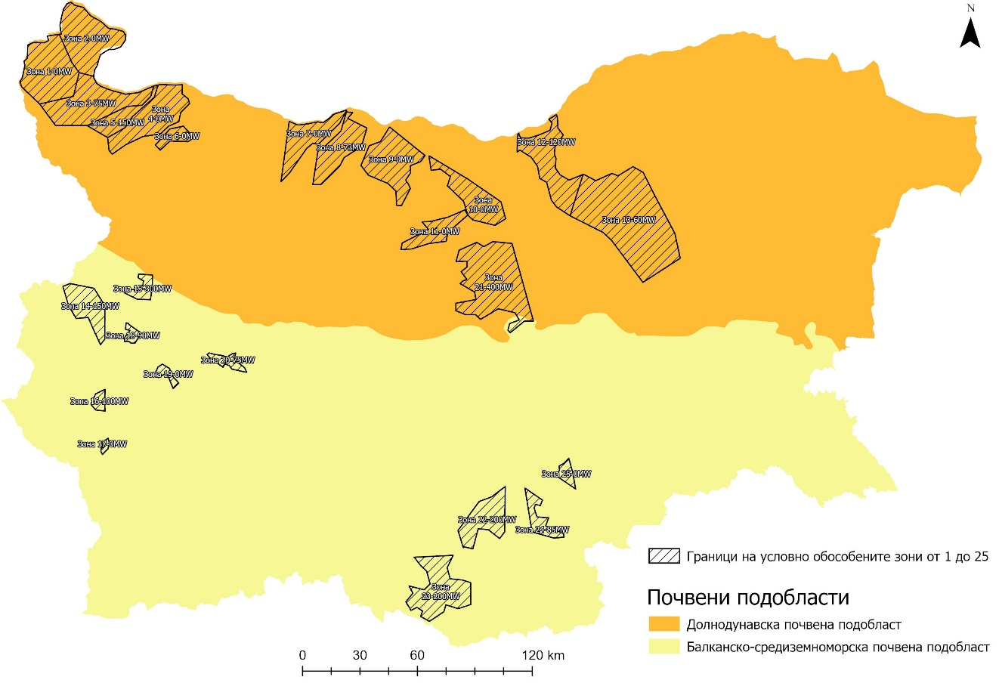 N
Зона 2-0MW
Зона 1-0MW
Зона 3-75MW
Зона
4-0MW
Зона 5-150MW
Зона 6-0MW
Зона 7-0MW
Зона 8-73MW
Зона 9-0MW
Зона 12-120MW
Зона
10-0MW
Зона 11-0MW
Зона 13-60MW
Зона
21-400MW
Зона 15-300MW
Зона 14-150MW
Зона 18-90MW
Зона 20-75MW
Зона 19-0MW
Зона 16-100MW
Зона 17-0MW
Зона 25-0MW
Зона 22-200MW
Зона 24-85MW
Зона
23-200MW
Граници на условно обособените зони от 1 до 25
Почвени подобласти
Долнодунавска почвена подобласт
Балканско-средиземноморска почвена подобласт
0 30 60 120 km